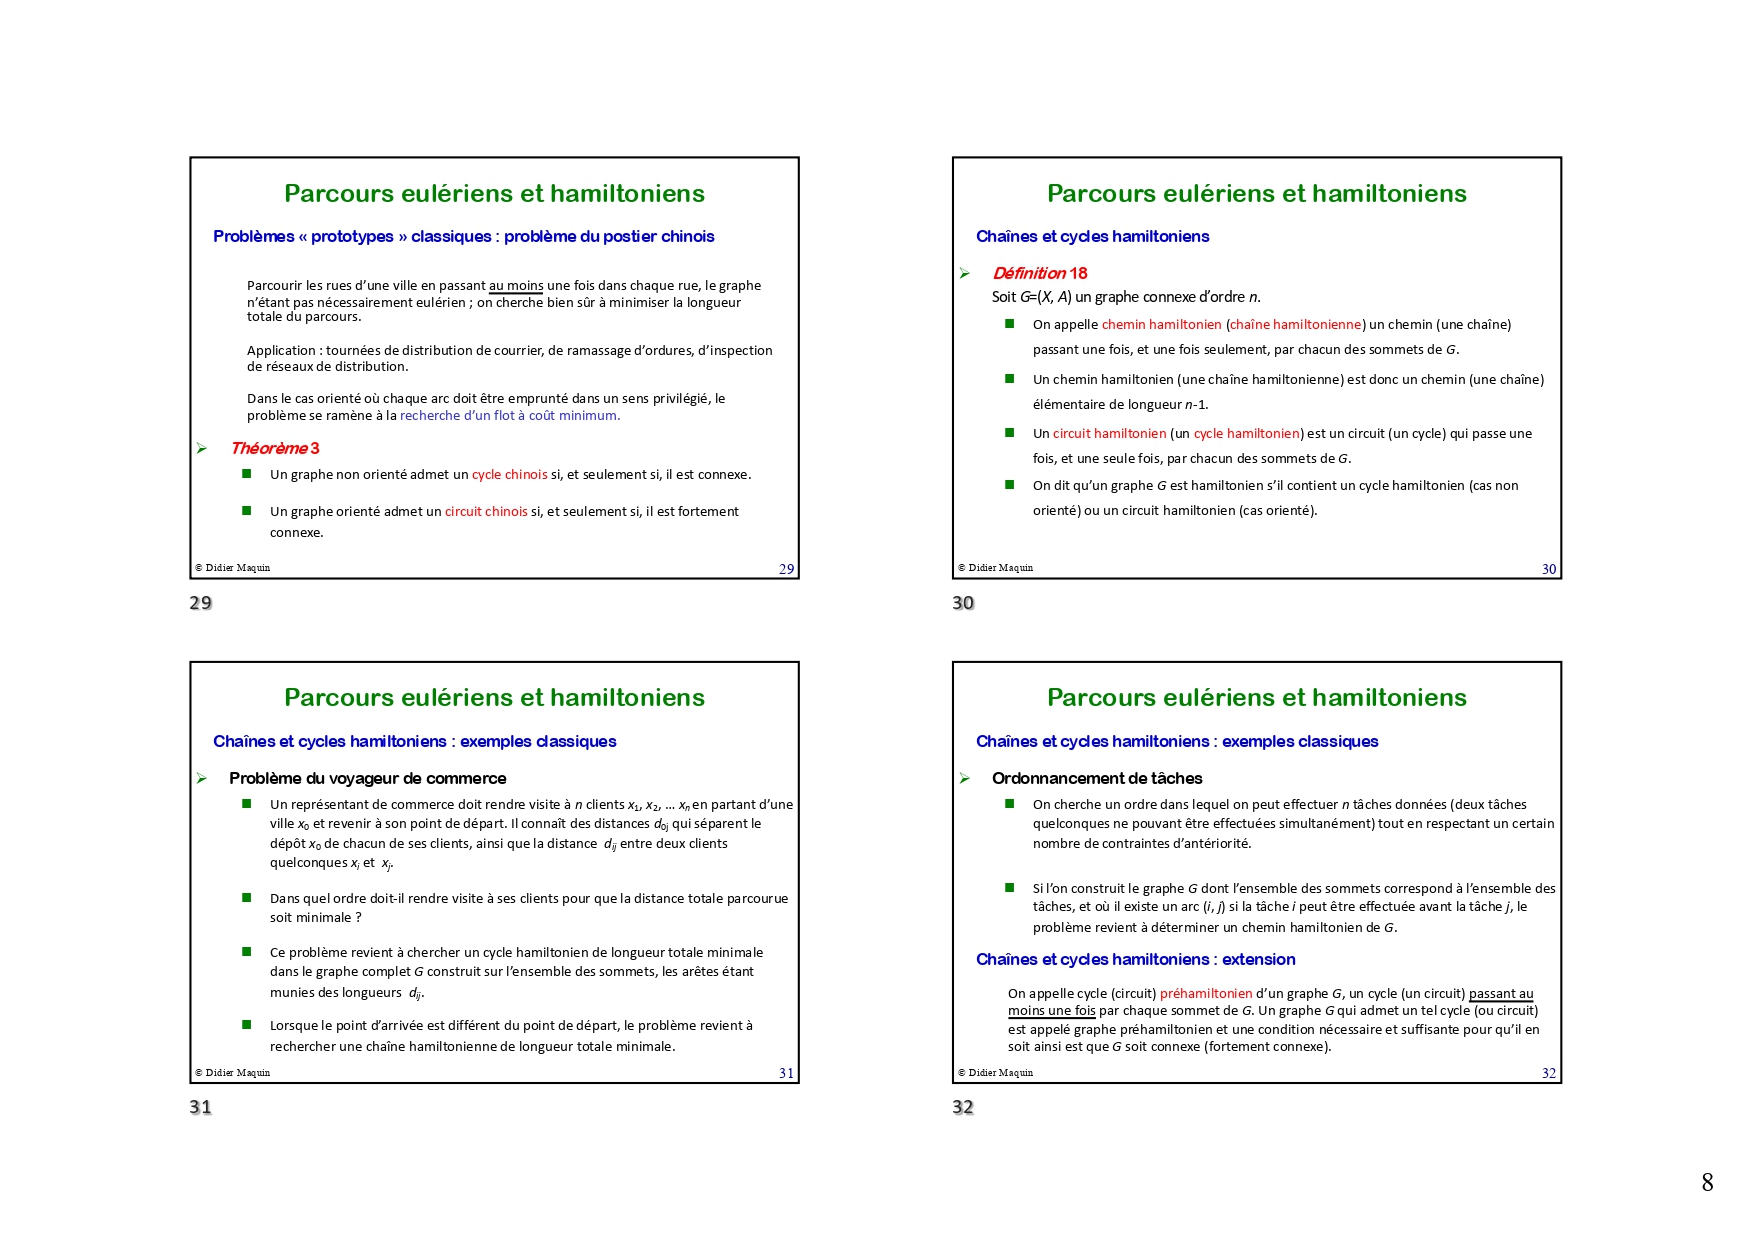 Parcours eulériens et hamiltoniens
Problèmes « prototypes » classiques : problème du postier chinois
Parcourir les rues d’une ville en passant au moins une fois dans chaque rue, le graphe
n’étant pas nécessairement eulérien ; on cherche bien sûr à minimiser la longueur
totale du parcours.
Application : tournées de distribution de courrier, de ramassage d’ordures, d’inspection
de réseaux de distribution.
Dans le cas orienté où chaque arc doit être emprunté dans un sens privilégié, le
problème se ramène à la recherche d’un flot à coût minimum.
➢ Théorème 3
■ Un graphe non orienté admet un cycle chinois si, et seulement si, il est connexe.
■ Un graphe orienté admet un circuit chinois si, et seulement si, il est fortement
connexe.
© Didier Maquin 29
29
Parcours eulériens et hamiltoniens
Chaînes et cycles hamiltoniens
➢ Définition 18
Soit G=(X, A) un graphe connexe d’ordre n.
■ On appelle chemin hamiltonien (chaîne hamiltonienne) un chemin (une chaîne)
passant une fois, et une fois seulement, par chacun des sommets de G.
■ Un chemin hamiltonien (une chaîne hamiltonienne) est donc un chemin (une chaîne)
élémentaire de longueur n-1.
■ Un circuit hamiltonien (un cycle hamiltonien) est un circuit (un cycle) qui passe une
fois, et une seule fois, par chacun des sommets de G.
■ On dit qu’un graphe G est hamiltonien s’il contient un cycle hamiltonien (cas non
orienté) ou un circuit hamiltonien (cas orienté).
© Didier Maquin 30
30
Parcours eulériens et hamiltoniens
Chaînes et cycles hamiltoniens : exemples classiques
➢ Problème du voyageur de commerce
■ Un représentant de commerce doit rendre visite à n clients x₁, x₂, … xₙ en partant d’une
ville x₀ et revenir à son point de départ. Il connaît des distances d₀ⱼ qui séparent le
dépôt x₀ de chacun de ses clients, ainsi que la distance dᵢⱼ entre deux clients
quelconques xᵢ et xⱼ.
■ Dans quel ordre doit-il rendre visite à ses clients pour que la distance totale parcourue
soit minimale ?
■ Ce problème revient à chercher un cycle hamiltonien de longueur totale minimale
dans le graphe complet G construit sur l’ensemble des sommets, les arêtes étant
munies des longueurs dᵢⱼ.
■ Lorsque le point d’arrivée est différent du point de départ, le problème revient à
rechercher une chaîne hamiltonienne de longueur totale minimale.
© Didier Maquin 31
31
Parcours eulériens et hamiltoniens
Chaînes et cycles hamiltoniens : exemples classiques
➢ Ordonnancement de tâches
■ On cherche un ordre dans lequel on peut effectuer n tâches données (deux tâches
quelconques ne pouvant être effectuées simultanément) tout en respectant un certain
nombre de contraintes d’antériorité.
■ Si l’on construit le graphe G dont l’ensemble des sommets correspond à l’ensemble des
tâches, et où il existe un arc (i, j) si la tâche i peut être effectuée avant la tâche j, le
problème revient à déterminer un chemin hamiltonien de G.
Chaînes et cycles hamiltoniens : extension
On appelle cycle (circuit) préhamiltonien d’un graphe G, un cycle (un circuit) passant au
moins une fois par chaque sommet de G. Un graphe G qui admet un tel cycle (ou circuit)
est appelé graphe préhamiltonien et une condition nécessaire et suffisante pour qu’il en
soit ainsi est que G soit connexe (fortement connexe).
© Didier Maquin 32
32
8